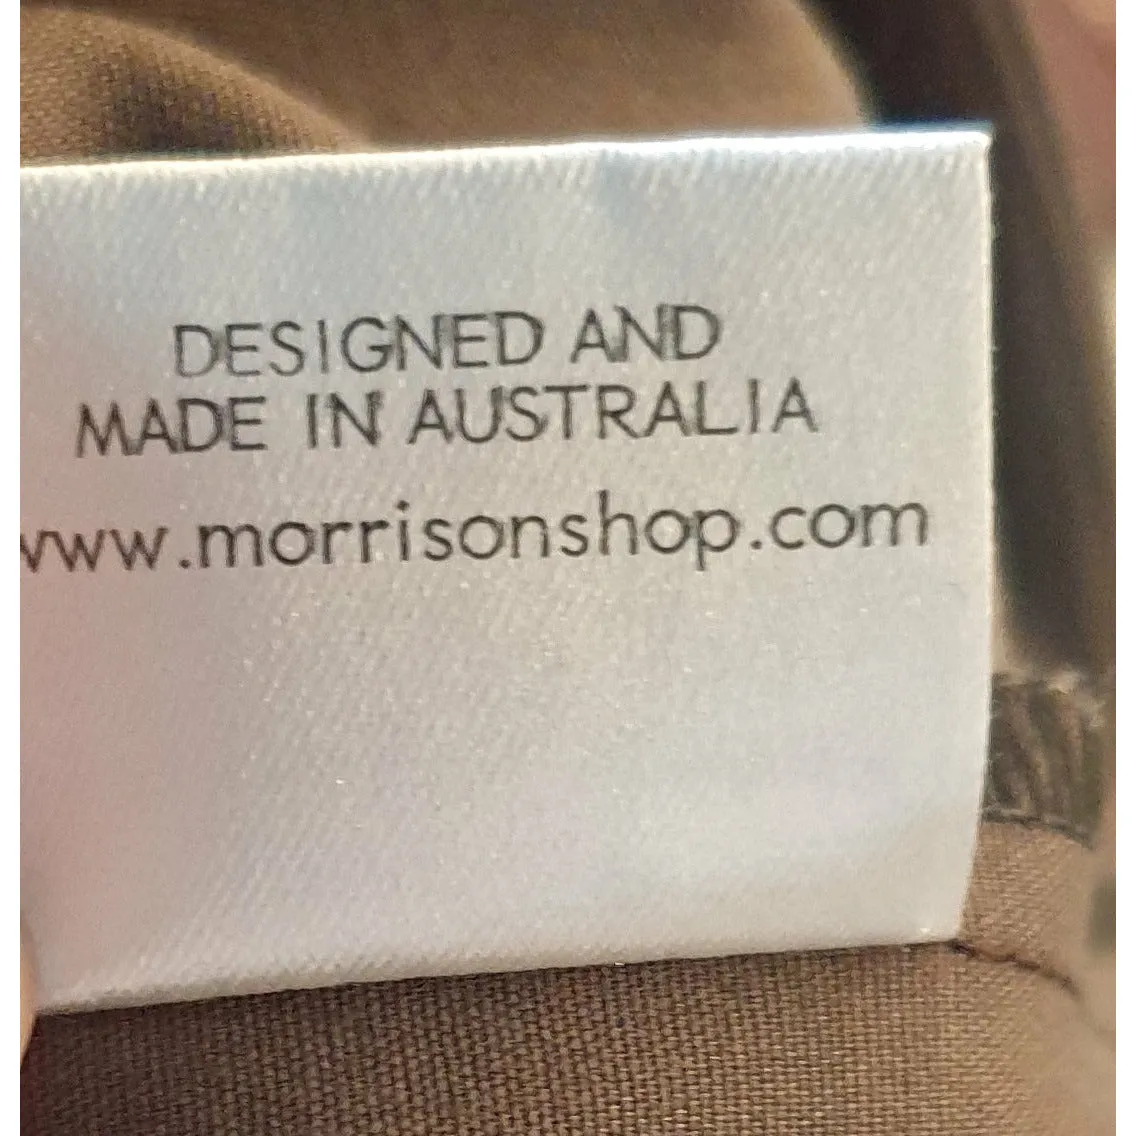 DESIGNED AND
MADE IN AUSTRALIA
www.morrisonshop.com